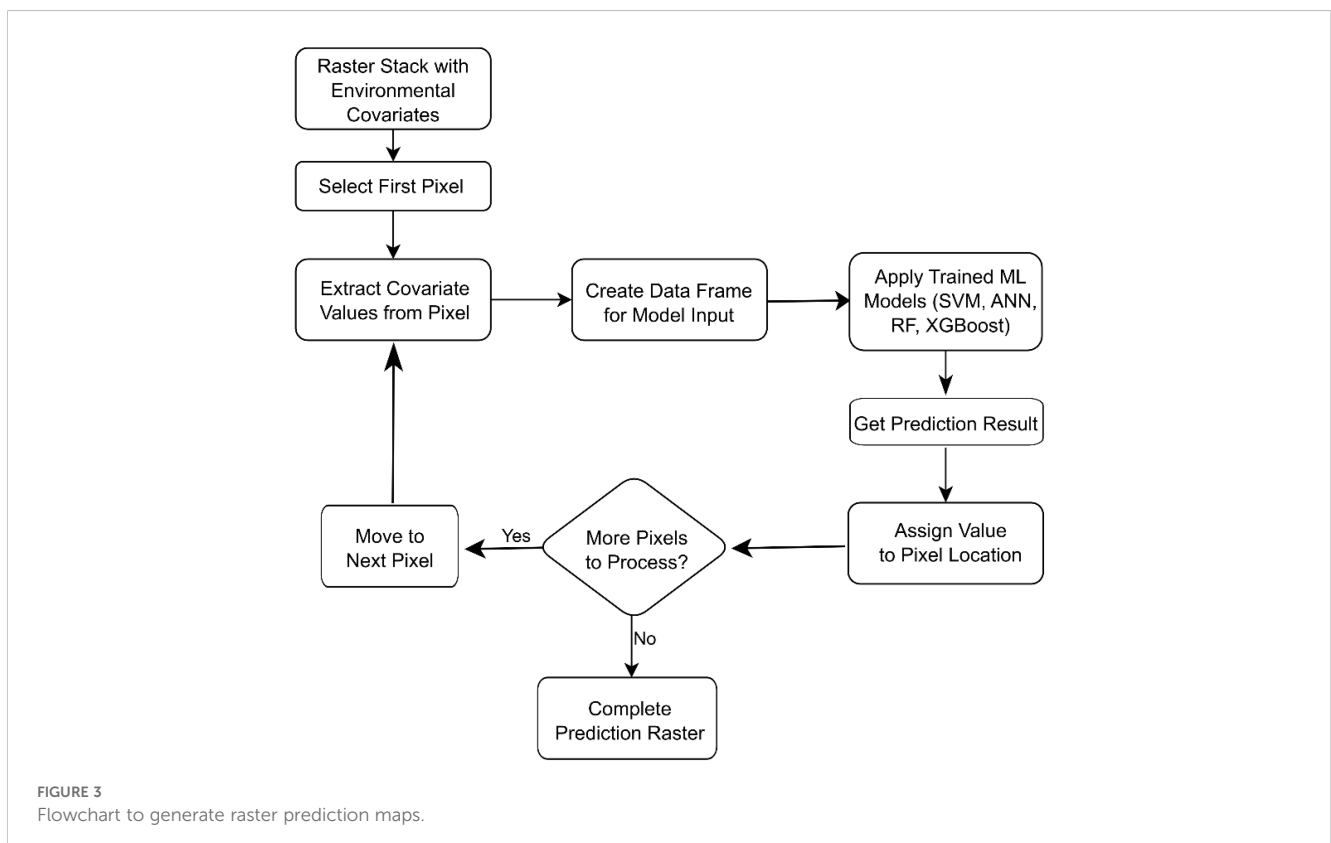 Raster Stack with
Environmental
Covariates
Select First Pixel
Extract Covariate
Values from Pixel
Create Data Frame
for Model Input
Apply Trained ML
Models (SVM, ANN,
RF, XGBoost)
Get Prediction Result
Assign Value
to Pixel Location
More Pixels
to Process?
Yes
Move to
Next Pixel
No
Complete
Prediction Raster
FIGURE 3
Flowchart to generate raster prediction maps.